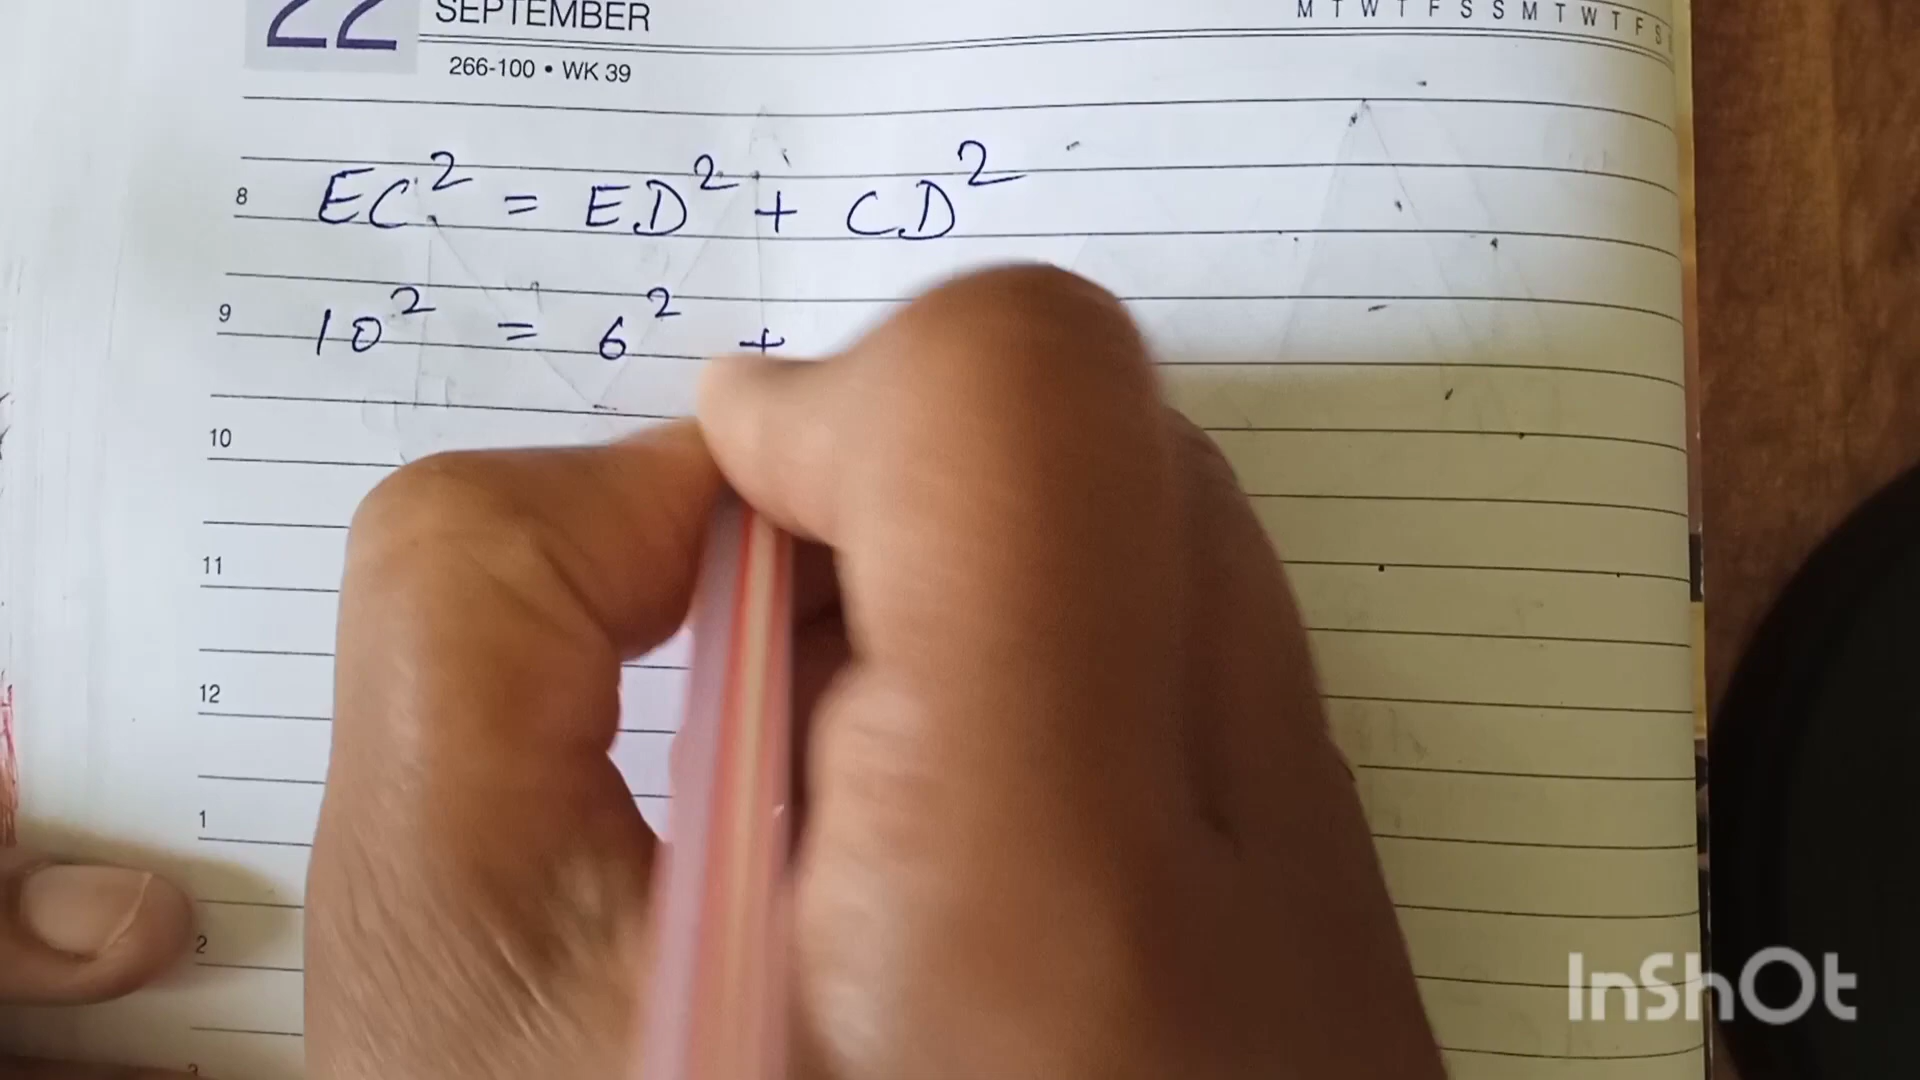 22 SEPTEMBER
M T W T F S S M T W T F S
266-100 • WK 39
8 EC² = ED² + CD²
9 10² = 6² +
10
11
12
1
2
3
InShOt